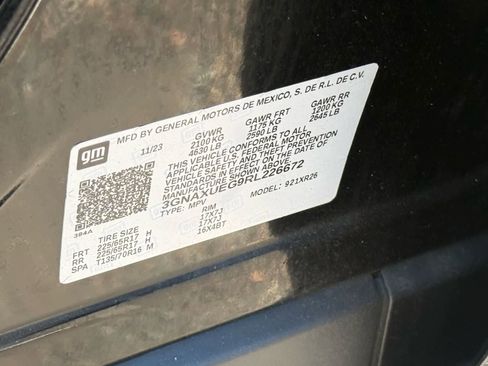 gm
MFD BY GENERAL MOTORS DE MEXICO, S. DE R.L. DE C.V.
11/23 GVWR GAWR FRT GAWR RR
2100 KG 1175 KG 1200 KG
4630 LB 2590 LB 2645 LB
THIS VEHICLE CONFORMS TO ALL APPLICABLE
U.S. FEDERAL MOTOR
VEHICLE SAFETY STANDARDS IN
EFFECT ON THE DATE OF
MANUFACTURE SHOWN ABOVE.
3GNAXUEG9RL226672
TYPE: MPV MODEL: 921XR26
394A
TIRE SIZE RIM
FRT 225/65R17 H 17X7J
RR 225/65R17 H 17X7J
SPA T135/70R16 M 16X4BT